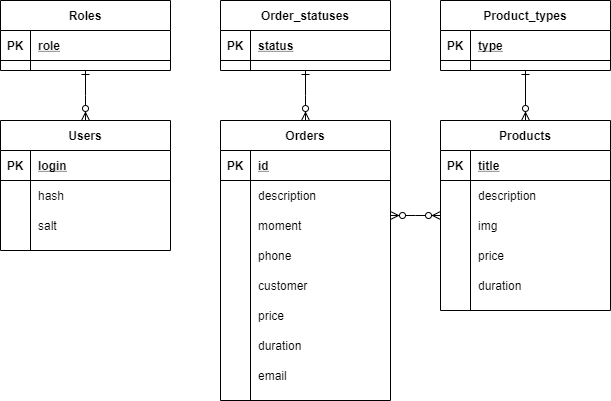 Roles
PK role
Users
PK login
hash
salt
Order_statuses
PK status
Orders
PK id
description
moment
phone
customer
price
duration
email
Product_types
PK type
Products
PK title
description
img
price
duration